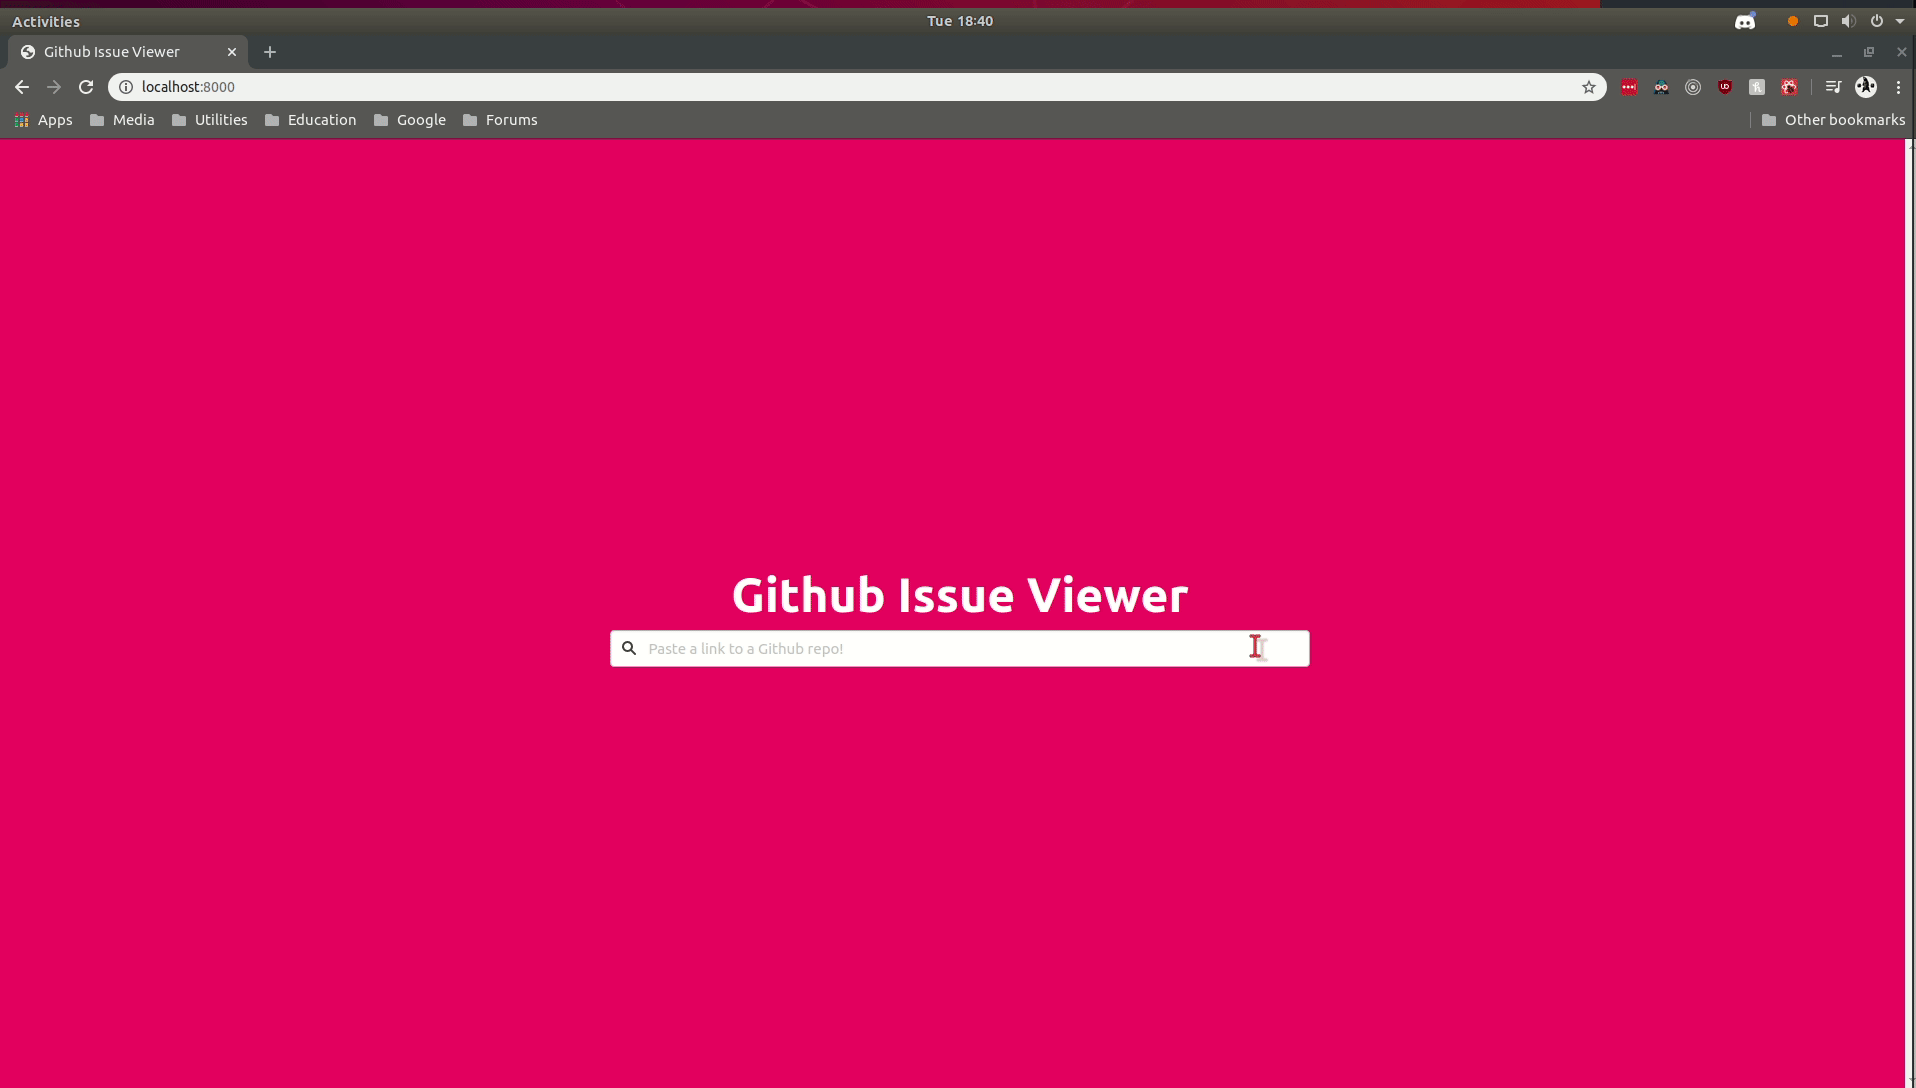 Activities
Tue 18:40
Github Issue Viewer
localhost:8000
Apps
Media
Utilities
Education
Google
Forums
Other bookmarks
Github Issue Viewer
Paste a link to a Github repo!